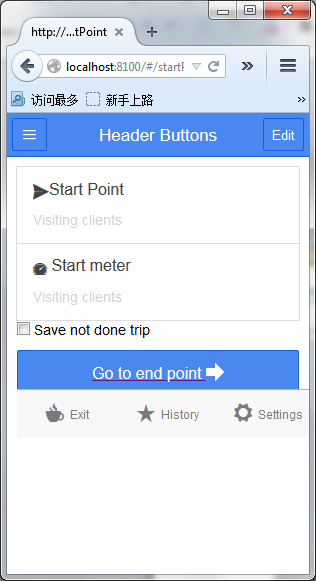 http://...tPoint
localhost:8100/#/startP
访问最多 新手上路
Header Buttons Edit
Start Point
Visiting clients
Start meter
Visiting clients
Save not done trip
Go to end point
Exit History Settings